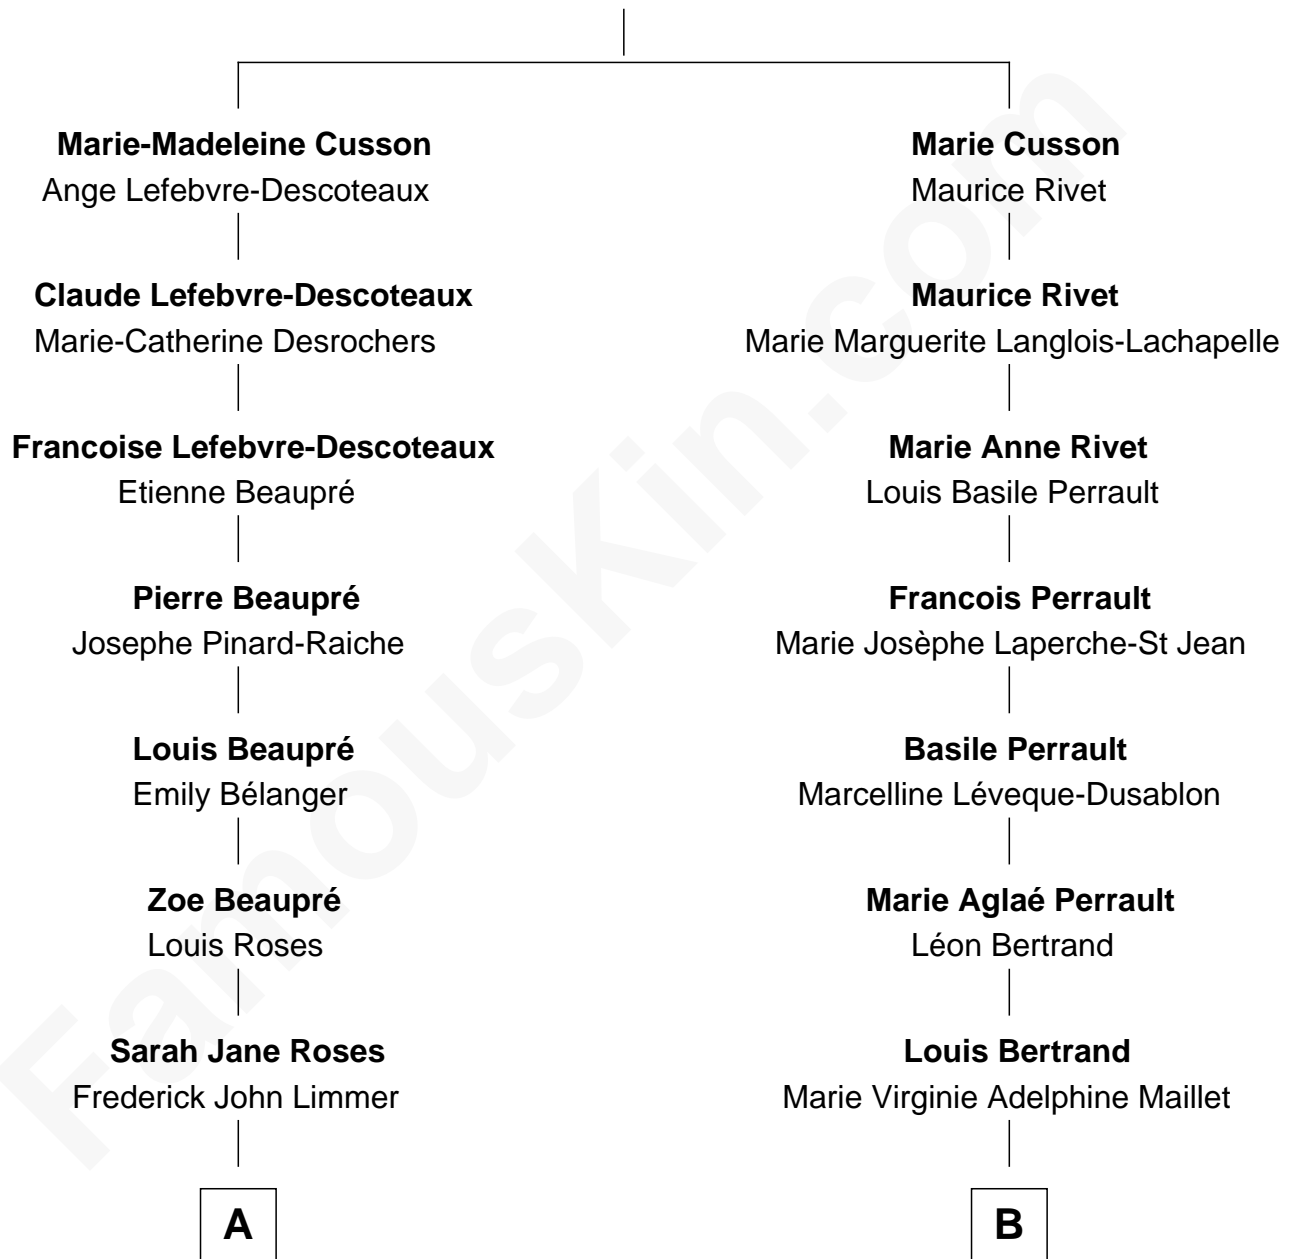 Marie-Madeleine Cusson
Ange Lefebvre-Descoteaux
Claude Lefebvre-Descoteaux
Marie-Catherine Desrochers
Francoise Lefebvre-Descoteaux
Etienne Beaupré
Pierre Beaupré
Josephe Pinard-Raiche
Louis Beaupré
Emily Bélanger
Zoe Beaupré
Louis Roses
Sarah Jane Roses
Frederick John Limmer
A
Marie Cusson
Maurice Rivet
Maurice Rivet
Marie Marguerite Langlois-Lachapelle
Marie Anne Rivet
Louis Basile Perrault
Francois Perrault
Marie Josèphe Laperche-St Jean
Basile Perrault
Marcelline Léveque-Dusablon
Marie Aglaé Perrault
Léon Bertrand
Louis Bertrand
Marie Virginie Adelphine Maillet
B
FamousKin.com